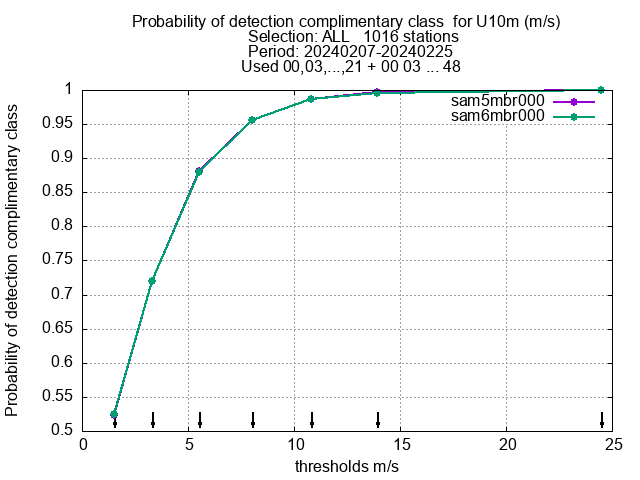 Probability of detection complimentary class  for U10m (m/s)
Selection: ALL   1016 stations
Period: 20240207-20240225
Used 00,03,...,21 + 00 03 ... 48
sam5mbr000
sam6mbr000
1
0.95
0.9
0.85
0.8
0.75
0.7
0.65
0.6
0.55
0.5
0
5
10
15
20
25
Probability of detection complimentary class
thresholds m/s